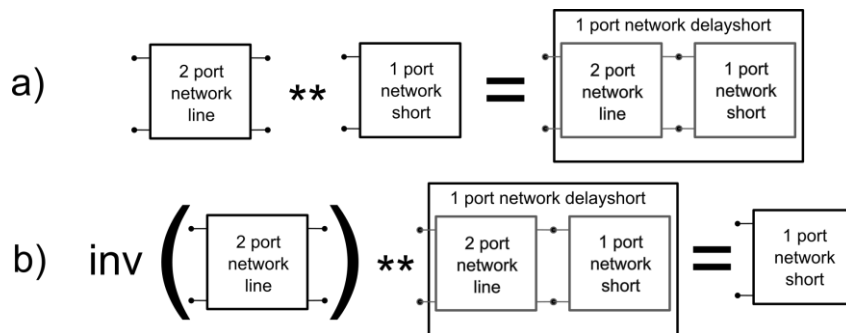 a)
2 port
network
line
**
1 port
network
short
=
1 port network delayshort
2 port
network
line
1 port
network
short
b)
inv
(
2 port
network
line
)
**
1 port network delayshort
2 port
network
line
1 port
network
short
=
1 port
network
short